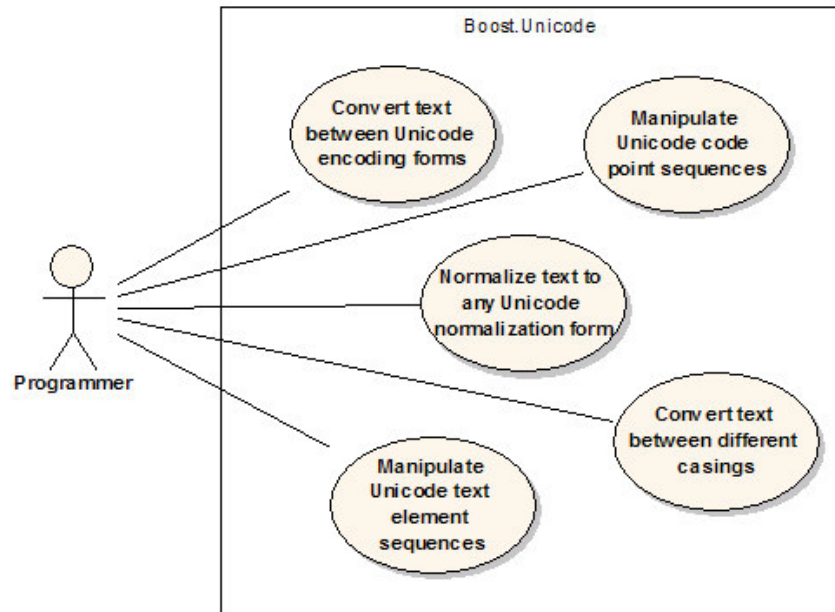 Boost.Unicode
Convert text
between Unicode
encoding forms
Manipulate
Unicode code
point sequences
Normalize text to
any Unicode
normalization form
Programmer
Convert text
between different
casings
Manipulate
Unicode text
element
sequences